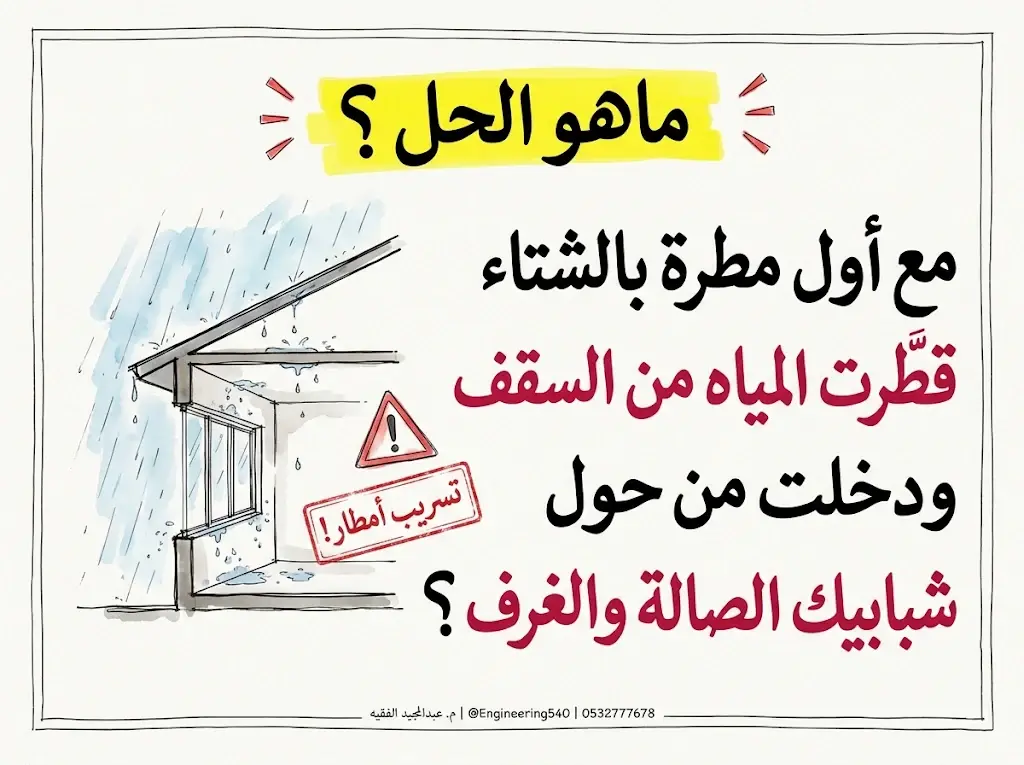 ماهو الحل ؟
مع أول مطرة بالشتاء
قطَّرت المياه من السقف
ودخلت من حول
شبابيك الصالة والغرف ؟
تسريب أمطار!
م. عبدالمجيد الفقيه | @Engineering540 | 0532777678